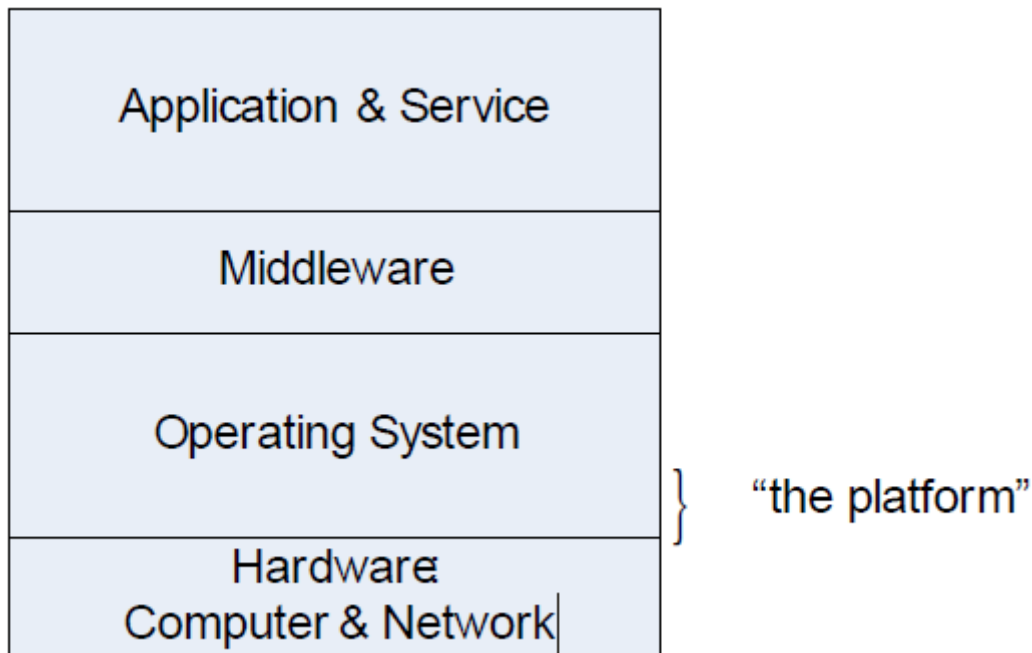 Application & Service
Middleware
Operating System
“the platform”
Hardware:
Computer & Network